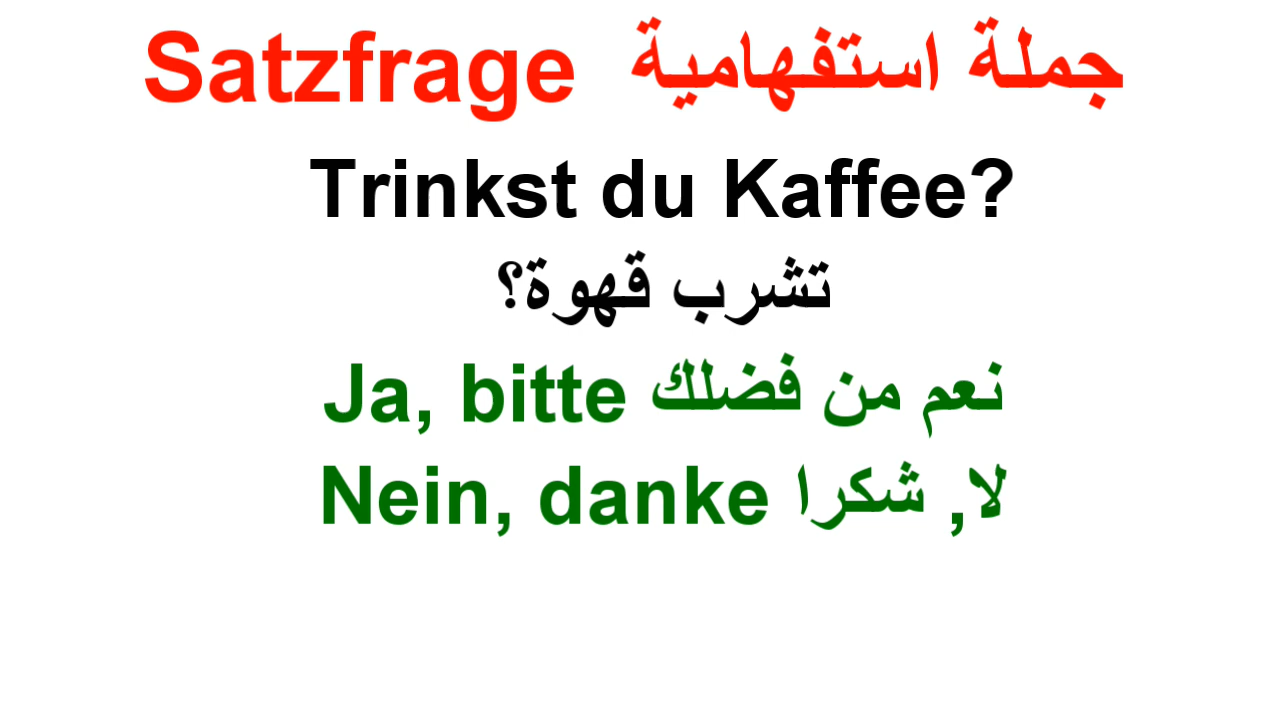 Satzfrage جملة استفهامية
Trinkst du Kaffee?
تشرب قهوة؟
Ja, bitte نعم من فضلك
Nein, danke لا, شكرا